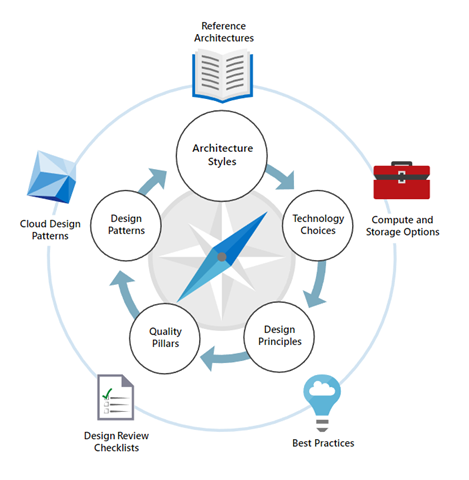 Reference
Architectures
Architecture
Styles
Technology
Choices
Compute and
Storage Options
Design
Principles
Best Practices
Quality
Pillars
Design Review
Checklists
Design
Patterns
Cloud Design
Patterns